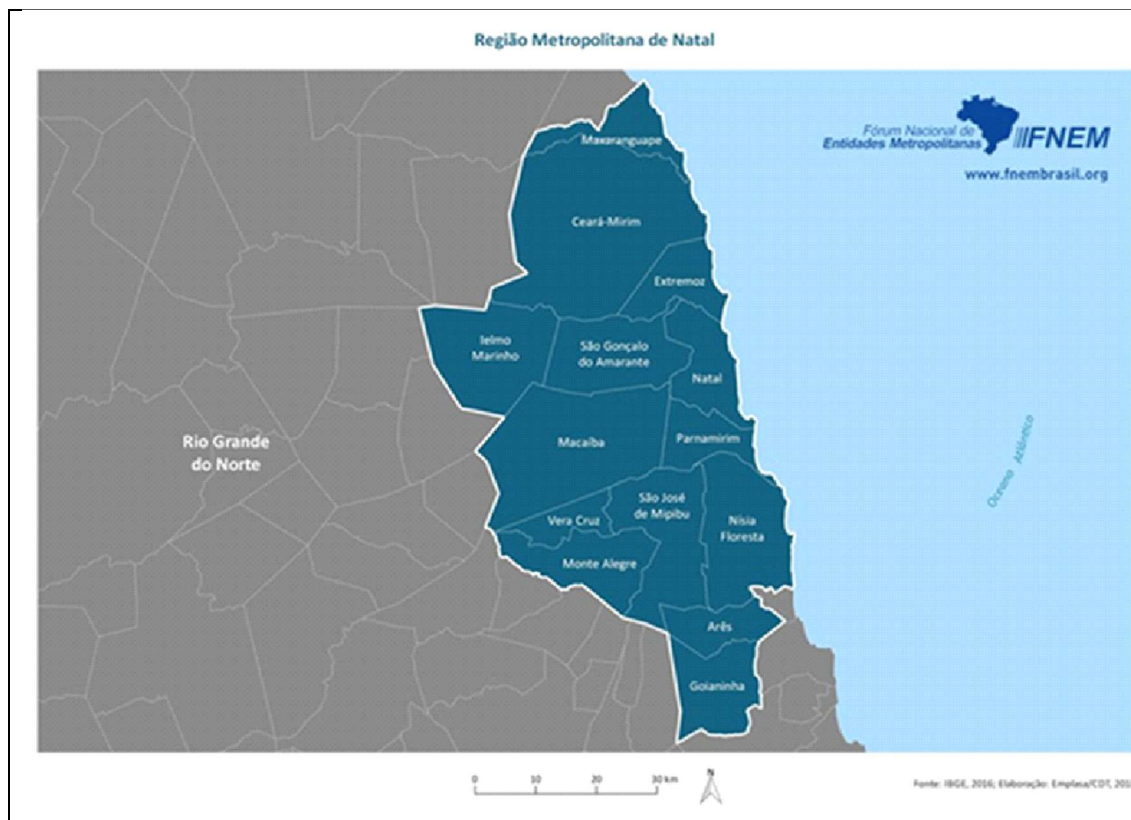 Região Metropolitana de Natal
Fórum Nacional de
Entidades Metropolitanas
FNEM
www.fnembrasil.org
Maxaranguape
Ceará-Mirim
Extremoz
Ielmo
Marinho
São Gonçalo
do Amarante
Natal
Rio Grande
do Norte
Macaíba
Parnamirim
Oceano Atlântico
São José
de Mipibu
Vera Cruz
Nísia
Floresta
Monte Alegre
Arês
Goianinha
0 10 20 30 km
N
Fonte: IBGE, 2016; Elaboração: Emplasa/CDT, 201